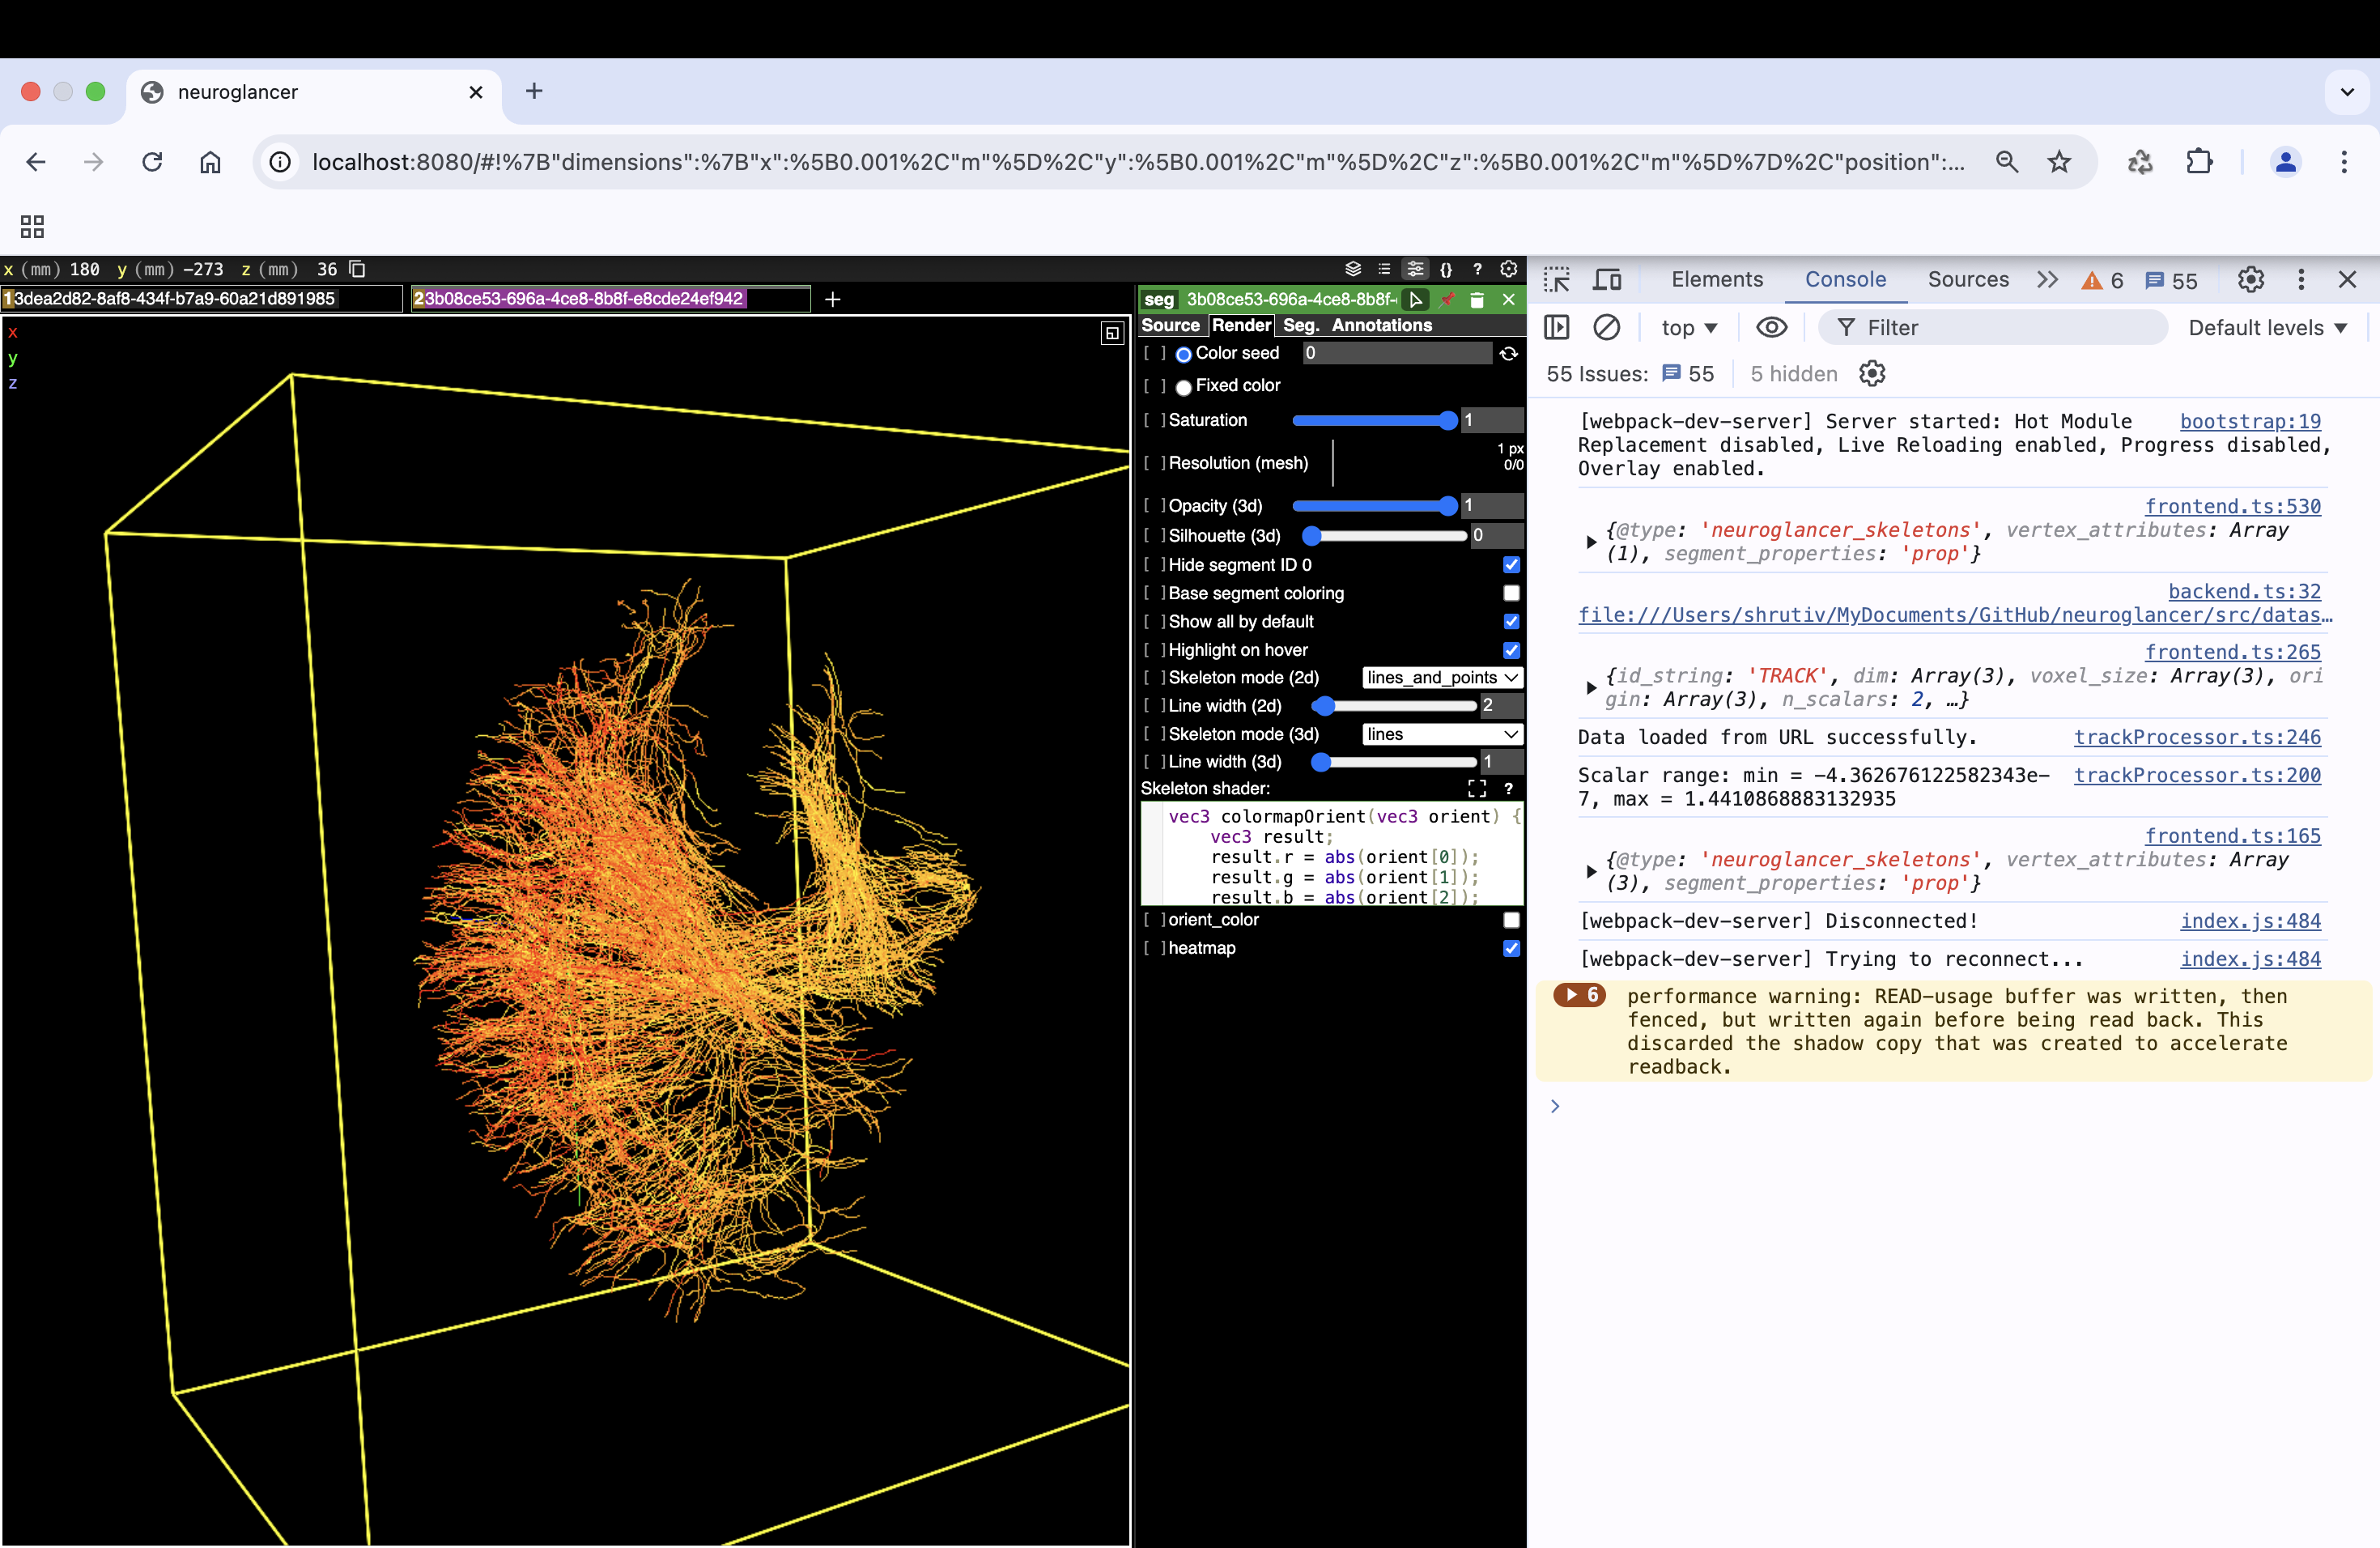 neuroglancer
localhost:8080/#!%7B"dimensions":%7B"x":%5B0.001%2C"m"%5D%2C"y":%5B0.001%2C"m"%5D%2C"z":%5B0.001%2C"m"%5D%7D%2C"position":...
x (mm) 180 y (mm) -273 z (mm) 36
1 3dea2d82-8af8-434f-b7a9-60a21d891985
2 3b08ce53-696a-4ce8-8b8f-e8cde24ef942
x
y
z
seg 3b08ce53-696a-4ce8-8b8f-
Source Render Seg. Annotations
[ ] Color seed 0
[ ] Fixed color
[ ] Saturation 1
[ ] Resolution (mesh) 1 px
0/0
[ ] Opacity (3d) 1
[ ] Silhouette (3d) 0
[ ] Hide segment ID 0
[ ] Base segment coloring
[ ] Show all by default
[ ] Highlight on hover
[ ] Skeleton mode (2d) lines_and_points
[ ] Line width (2d) 2
[ ] Skeleton mode (3d) lines
[ ] Line width (3d) 1
Skeleton shader: ?
vec3 colormapOrient(vec3 orient) {
vec3 result;
result.r = abs(orient[0]);
result.g = abs(orient[1]);
result.b = abs(orient[2]);
[ ] orient_color
[ ] heatmap
Elements Console Sources 6 55
top Filter Default levels
55 Issues: 55 5 hidden
[webpack-dev-server] Server started: Hot Module bootstrap:19
Replacement disabled, Live Reloading enabled, Progress disabled,
Overlay enabled.
frontend.ts:530
{@type: 'neuroglancer_skeletons', vertex_attributes: Array
(1), segment_properties: 'prop'}
backend.ts:32
file:///Users/shrutiv/MyDocuments/GitHub/neuroglancer/src/datas…
frontend.ts:265
{id_string: 'TRACK', dim: Array(3), voxel_size: Array(3), ori
gin: Array(3), n_scalars: 2, …}
Data loaded from URL successfully. trackProcessor.ts:246
Scalar range: min = -4.362676122582343e- trackProcessor.ts:200
7, max = 1.4410868883132935
frontend.ts:165
{@type: 'neuroglancer_skeletons', vertex_attributes: Array
(3), segment_properties: 'prop'}
[webpack-dev-server] Disconnected! index.js:484
[webpack-dev-server] Trying to reconnect... index.js:484
6 performance warning: READ-usage buffer was written, then
fenced, but written again before being read back. This
discarded the shadow copy that was created to accelerate
readback.